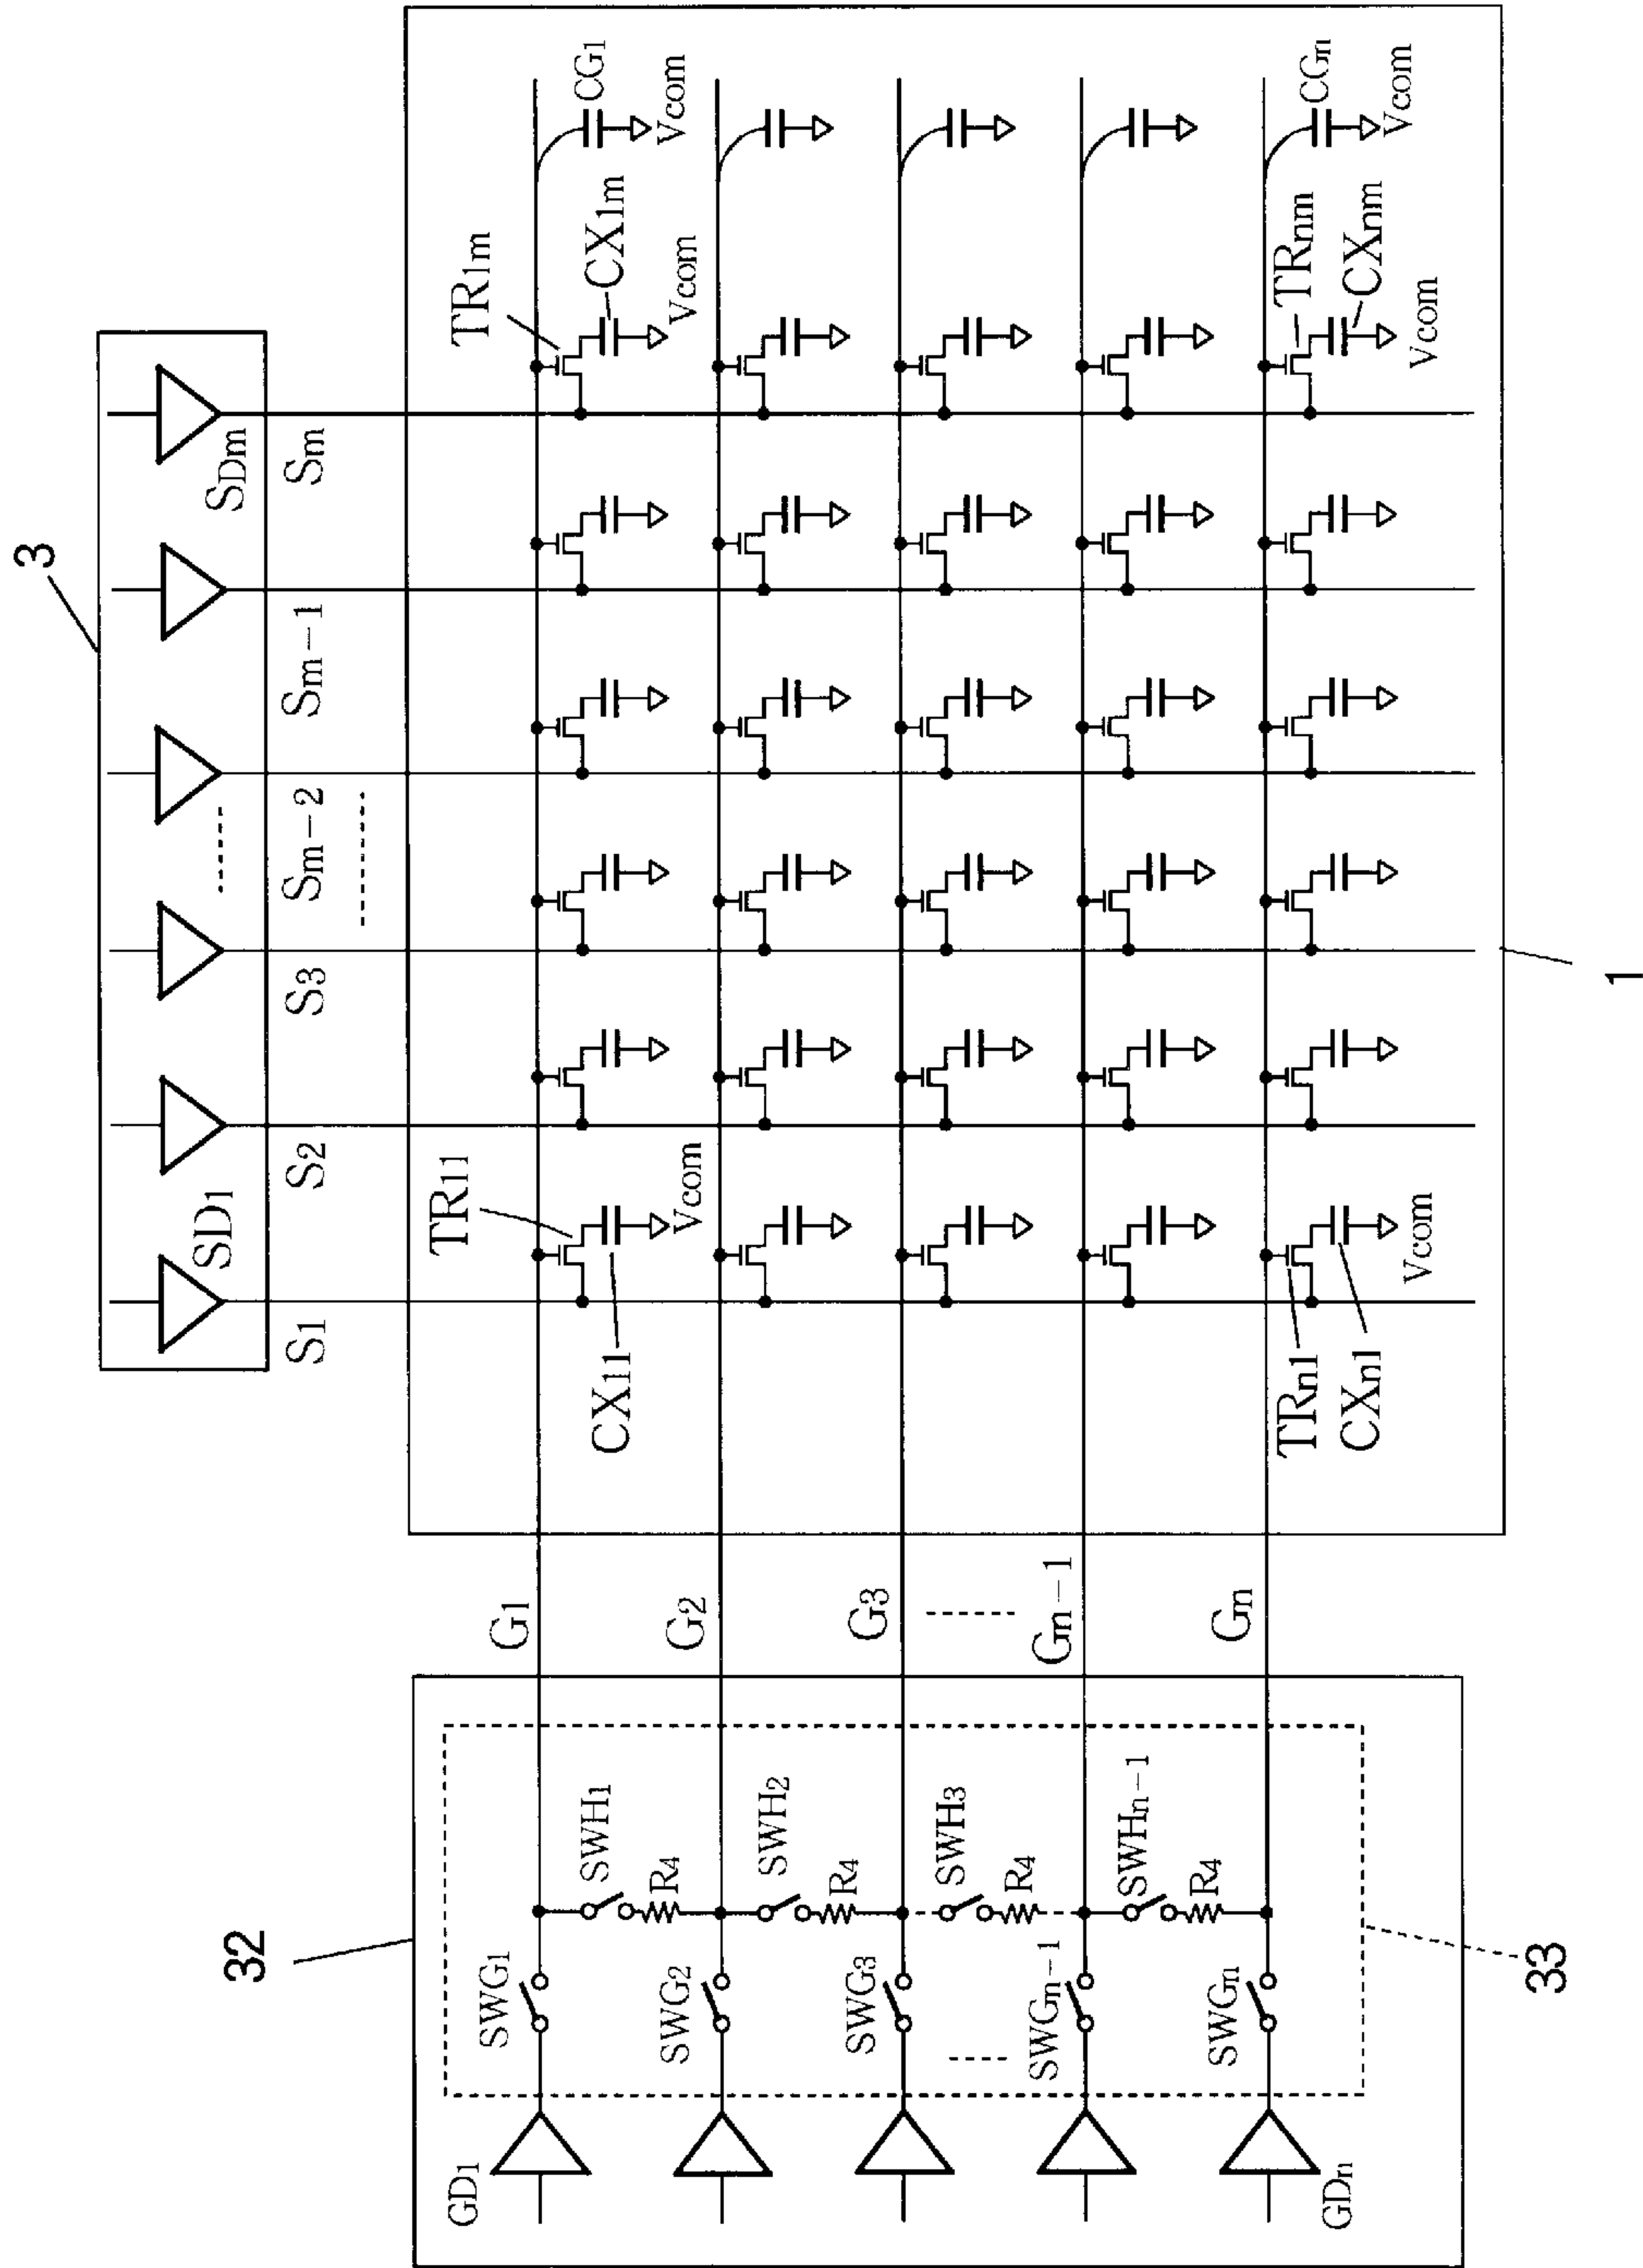 3
SD1
SDm
S1
S2
S3
Sm-2
Sm-1
Sm
32
33
1
GD1
GDn
SWG1
SWG2
SWG3
SWGn-1
SWGn
SWH1
R4
SWH2
R4
SWH3
R4
SWHn-1
R4
G1
G2
G3
Gn-1
Gn
TR11
CX11
Vcom
TR1m
CX1m
Vcom
CG1
Vcom
TRn1
CXn1
Vcom
TRnm
CXnm
Vcom
CGn
Vcom